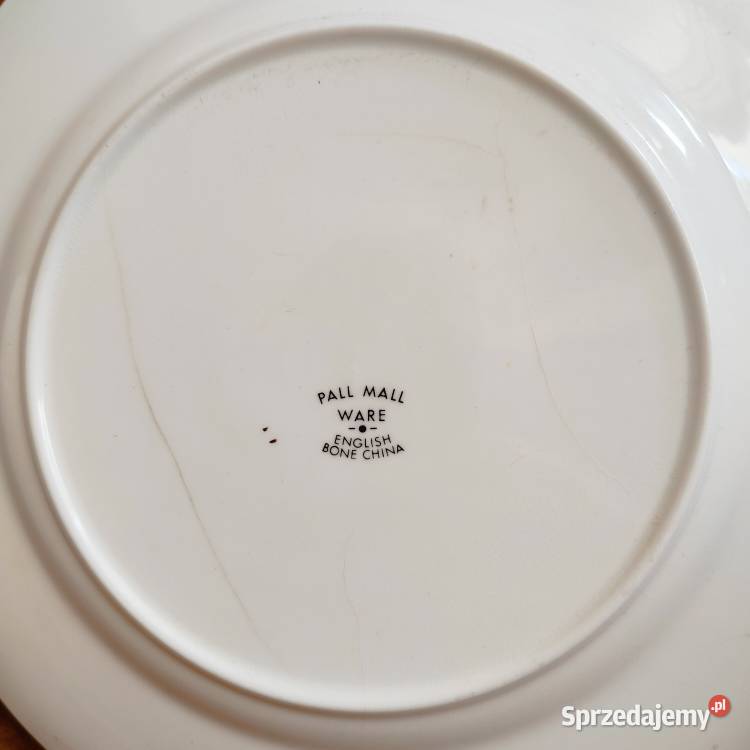 PALL MALL
WARE
ENGLISH
BONE CHINA
Sprzedajemy.pl